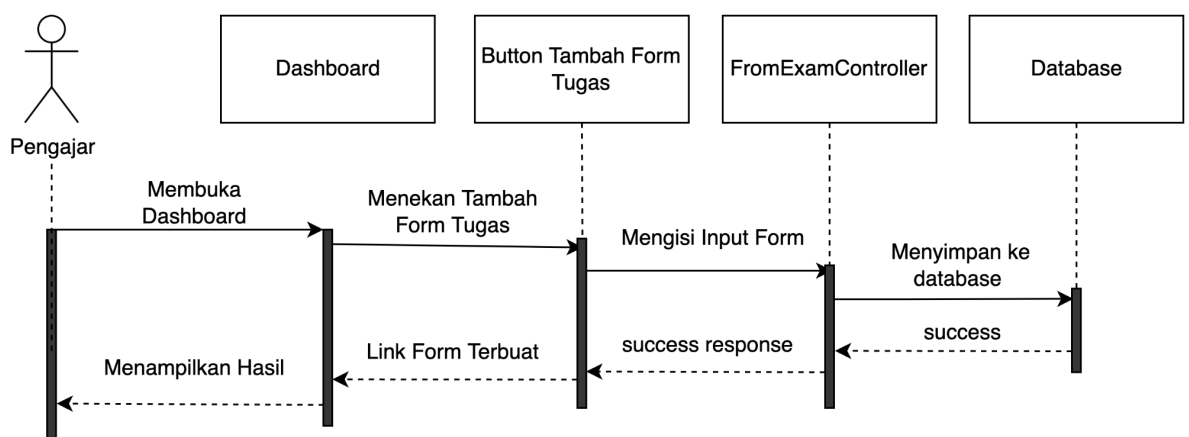 Dashboard
Button Tambah Form
Tugas
FromExamController
Database
Pengajar
Membuka
Dashboard
Menekan Tambah
Form Tugas
Mengisi Input Form
Menyimpan ke
database
success
success response
Link Form Terbuat
Menampilkan Hasil